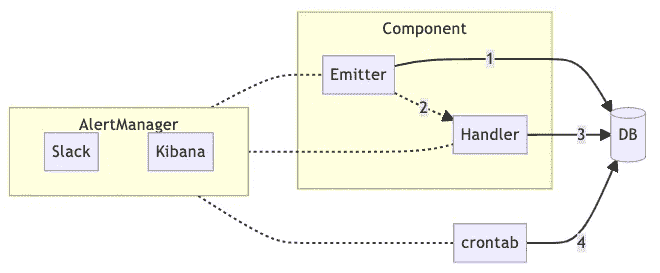 Component
Emitter
1
2
AlertManager
Slack
Kibana
Handler
3
DB
crontab
4